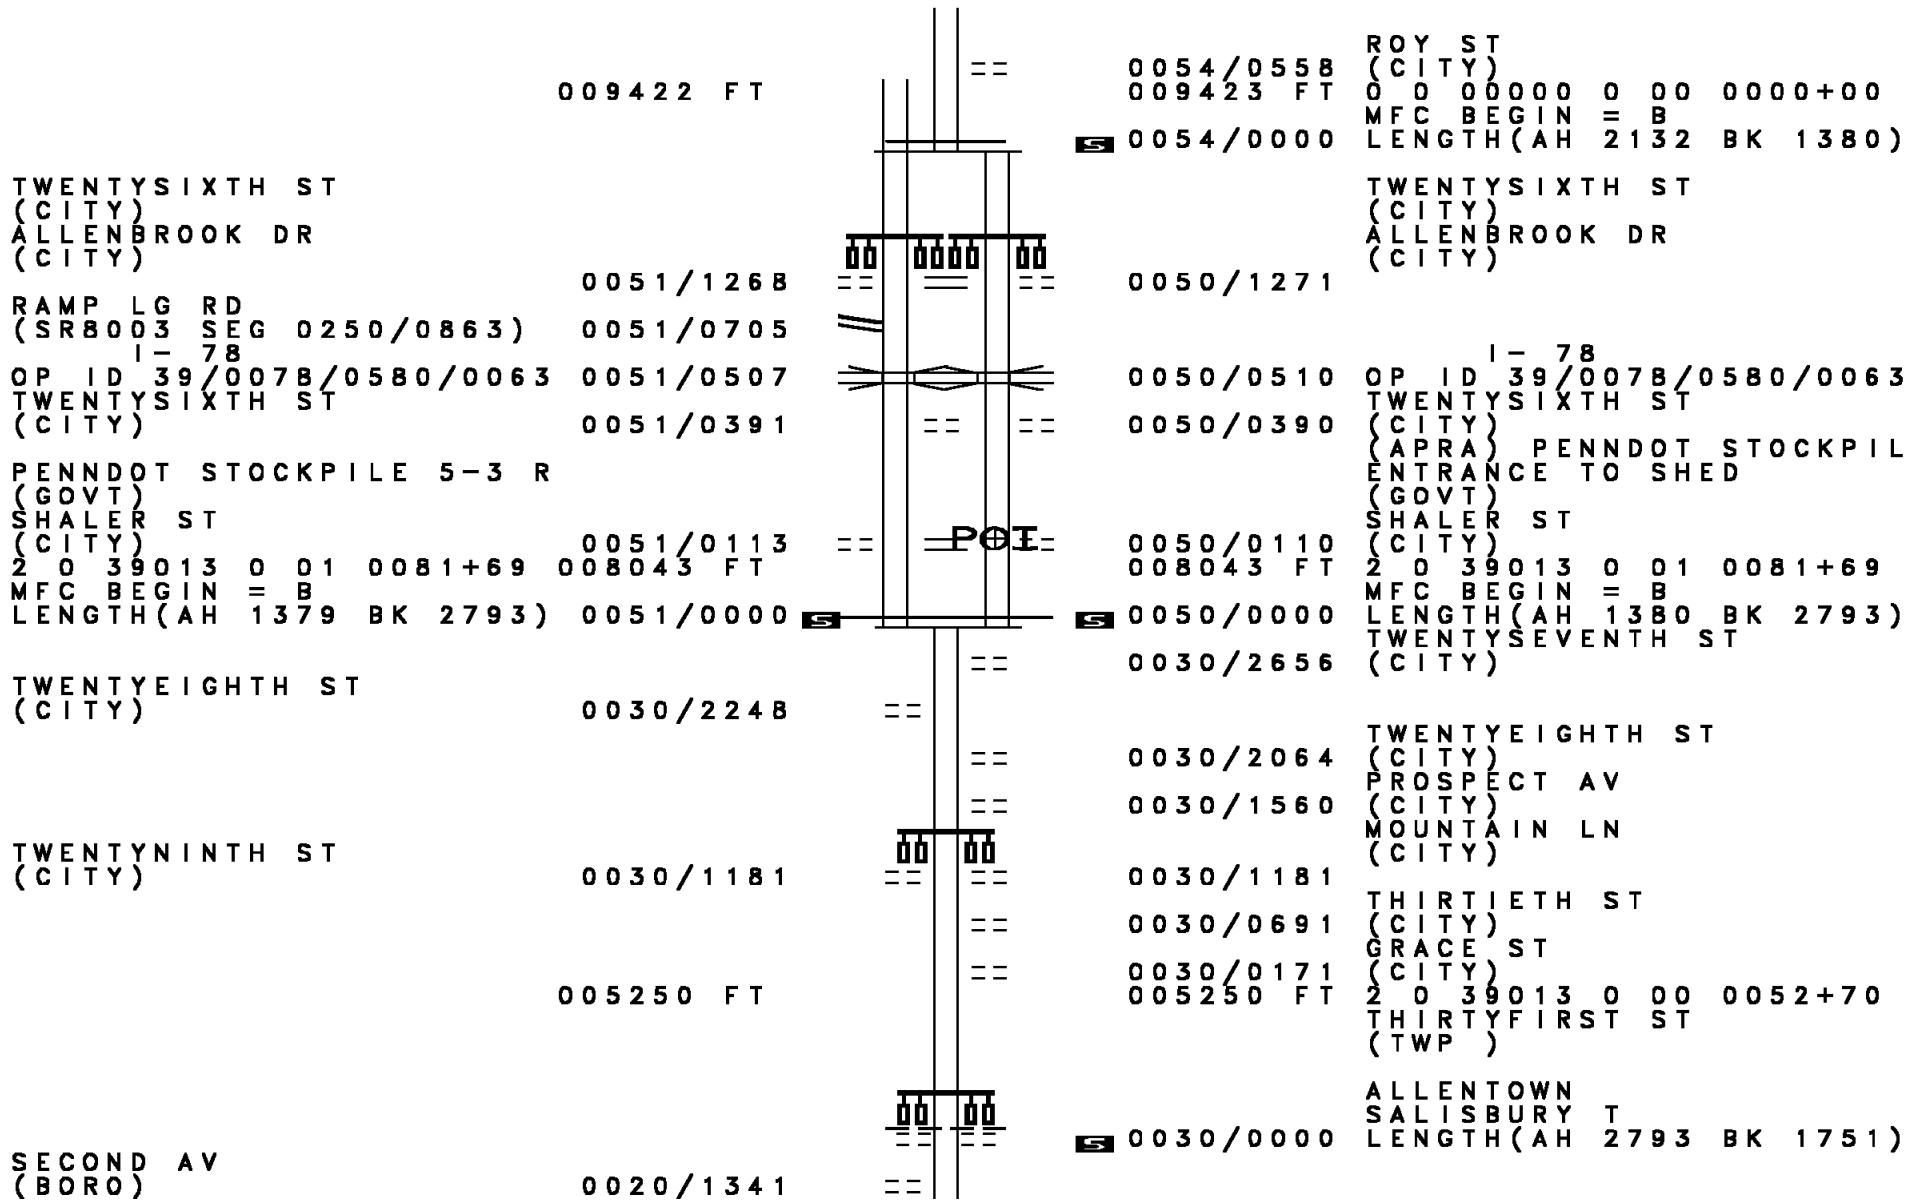 ROY ST
0054/0558 (CITY)
009422 FT 009423 FT 0 0 00000 0 00 0000+00
MFC BEGIN = B
S 0054/0000 LENGTH(AH 2132 BK 1380)
TWENTYSIXTH ST TWENTYSIXTH ST
(CITY) (CITY)
ALLENBROOK DR ALLENBROOK DR
(CITY) (CITY)
0051/1268 0050/1271
RAMP LG RD
(SR8003 SEG 0250/0863) 0051/0705
I- 78 I- 78
OP ID 39/0078/0580/0063 0051/0507 0050/0510 OP ID 39/0078/0580/0063
TWENTYSIXTH ST TWENTYSIXTH ST
(CITY) 0051/0391 0050/0390 (CITY)
(APRA) PENNDOT STOCKPIL
PENNDOT STOCKPILE 5-3 R ENTRANCE TO SHED
(GOVT) (GOVT)
SHALER ST SHALER ST
(CITY) 0051/0113 POI 0050/0110 (CITY)
2 0 39013 0 01 0081+69 008043 FT 008043 FT 2 0 39013 0 01 0081+69
MFC BEGIN = B MFC BEGIN = B
LENGTH(AH 1379 BK 2793) 0051/0000 S S 0050/0000 LENGTH(AH 1380 BK 2793)
TWENTYSEVENTH ST
0030/2656 (CITY)
TWENTYEIGHTH ST
(CITY) 0030/2248
TWENTYEIGHTH ST
0030/2064 (CITY)
PROSPECT AV
0030/1560 (CITY)
MOUNTAIN LN
TWENTYNINTH ST (CITY)
(CITY) 0030/1181 0030/1181
THIRTIETH ST
0030/0691 (CITY)
GRACE ST
0030/0171 (CITY)
005250 FT 005250 FT 2 0 39013 0 00 0052+70
THIRTYFIRST ST
(TWP )
ALLENTOWN
SALISBURY T
S 0030/0000 LENGTH(AH 2793 BK 1751)
SECOND AV
(BORO) 0020/1341